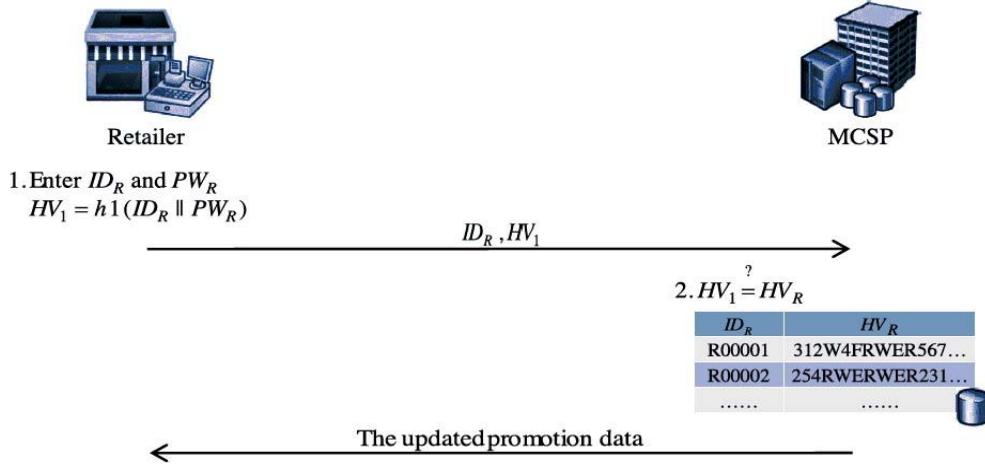 Retailer
MCSP
1.Enter ID_R and PW_R
HV_1 = h1(ID_R || PW_R)
ID_R ,HV_1
2.HV_1 ?= HV_R
ID_R HV_R
R00001 312W4FRWER567...
R00002 254RWERWER231...
...... ......
The updated promotion data